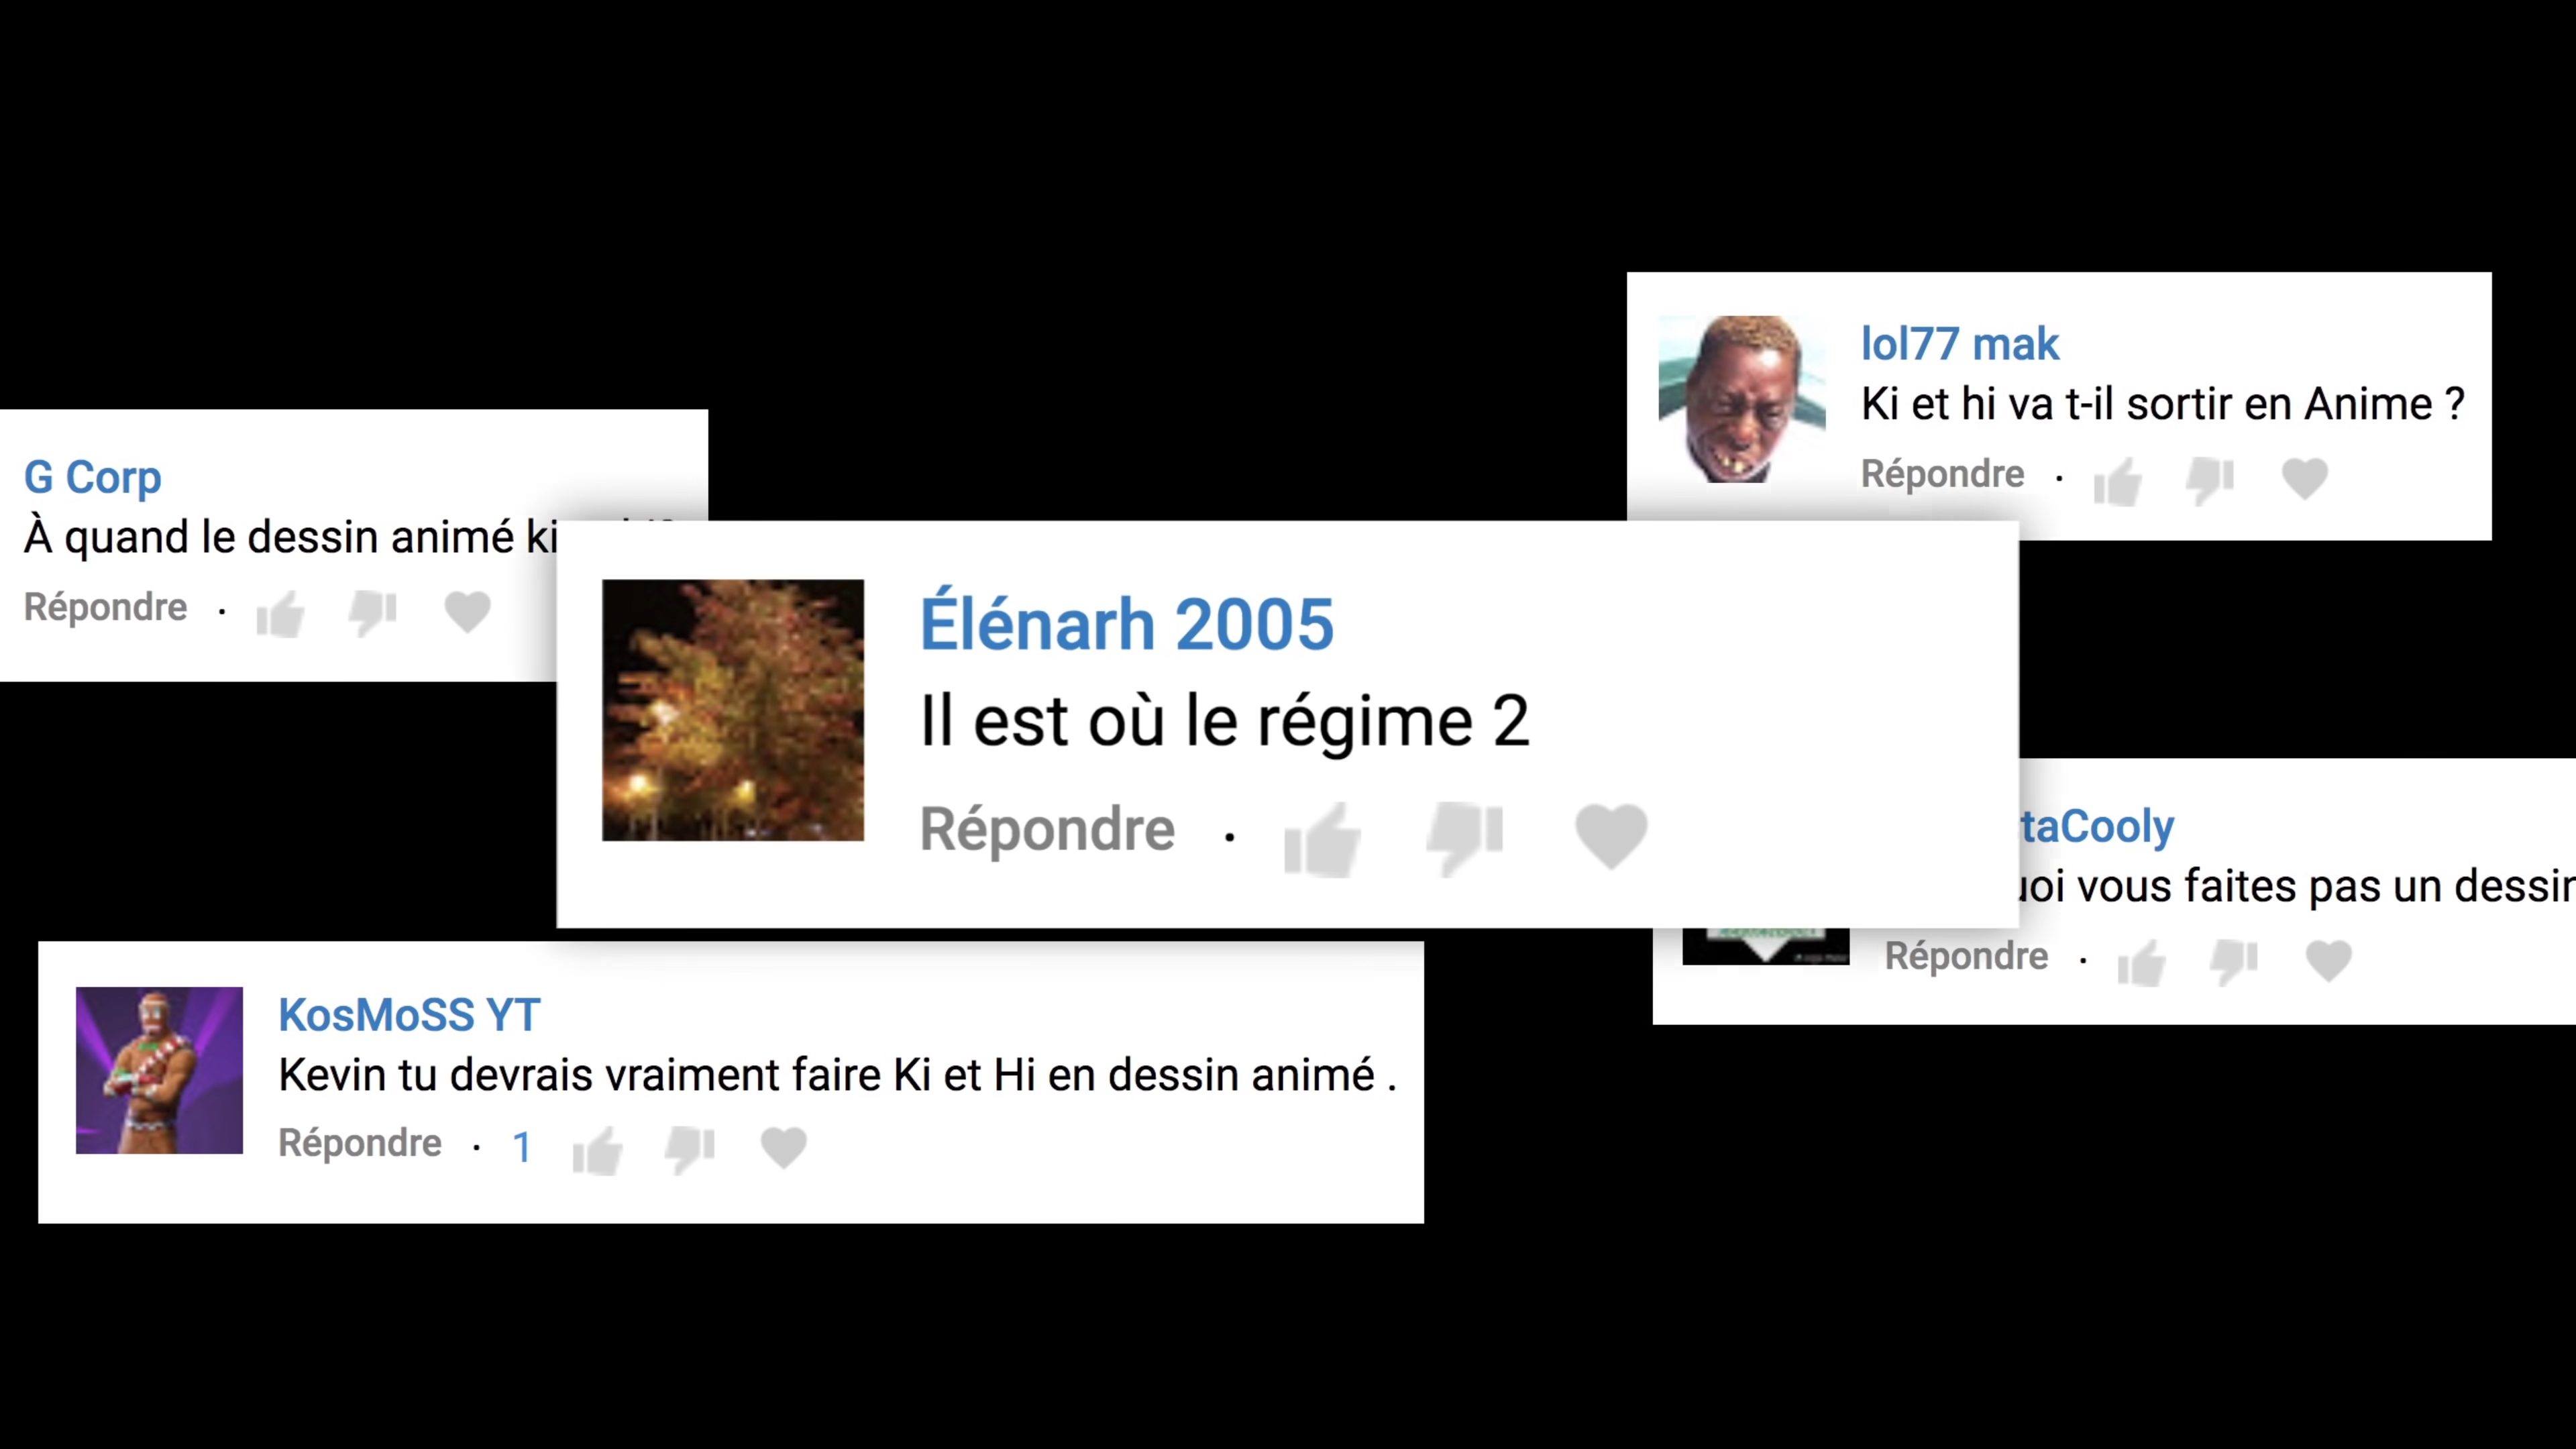 lol77 mak
Ki et hi va t-il sortir en Anime ?
Répondre ·
G Corp
À quand le dessin animé ki
Répondre ·
Élénarh 2005
Il est où le régime 2
Répondre ·
taCooly
vous faites pas un dessin
Répondre ·
KosMoSS YT
Kevin tu devrais vraiment faire Ki et Hi en dessin animé .
Répondre · 1